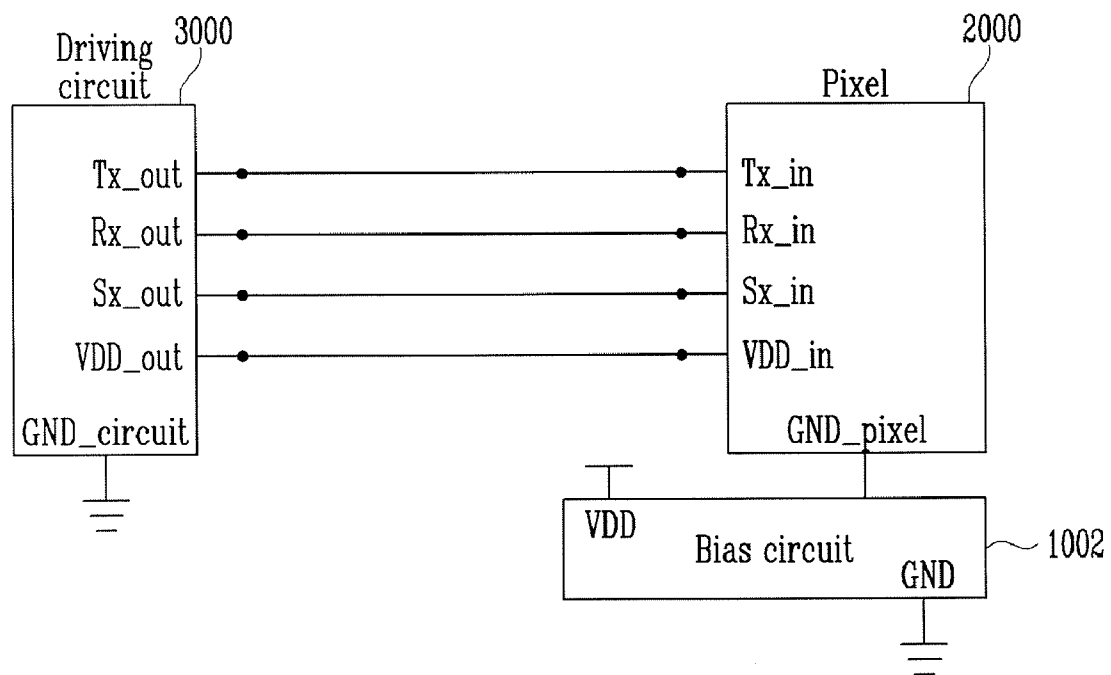 3000
Driving
circuit
Tx_out
Rx_out
Sx_out
VDD_out
GND_circuit
2000
Pixel
Tx_in
Rx_in
Sx_in
VDD_in
GND_pixel
VDD
Bias circuit
GND
1002